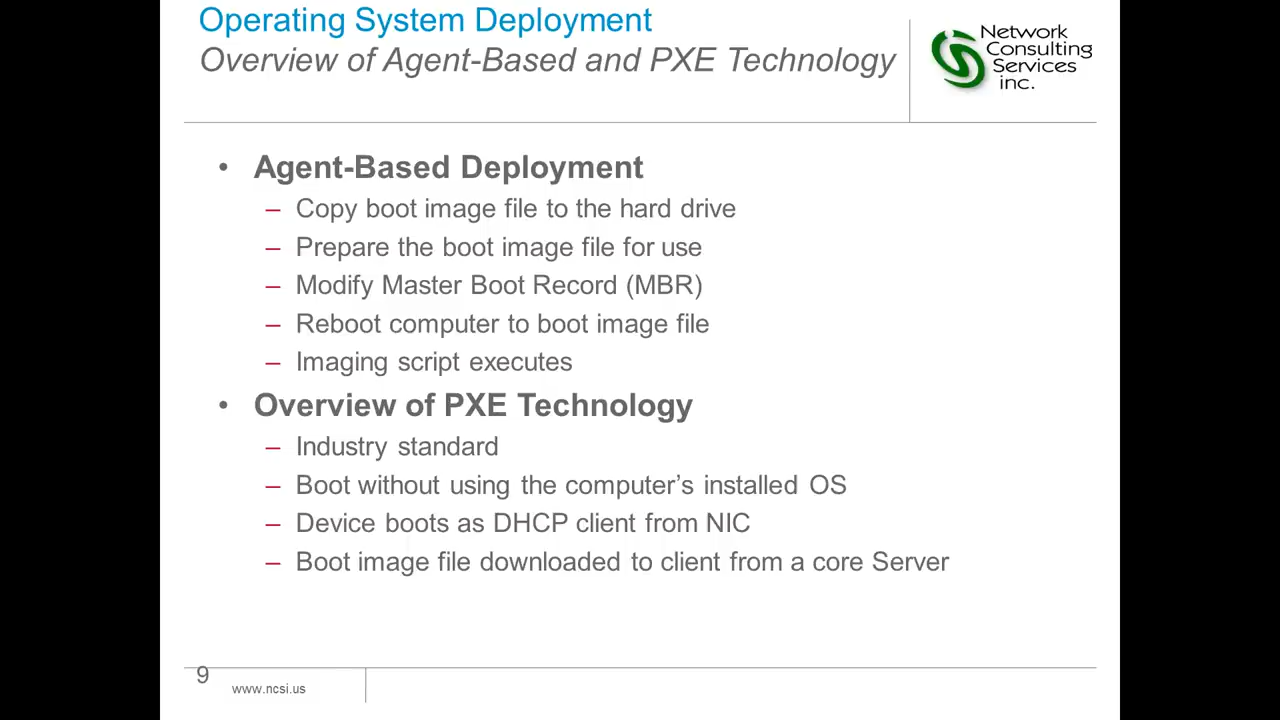 Operating System Deployment
Overview of Agent-Based and PXE Technology
Network
Consulting
Services
inc.
• Agent-Based Deployment
– Copy boot image file to the hard drive
– Prepare the boot image file for use
– Modify Master Boot Record (MBR)
– Reboot computer to boot image file
– Imaging script executes
• Overview of PXE Technology
– Industry standard
– Boot without using the computer’s installed OS
– Device boots as DHCP client from NIC
– Boot image file downloaded to client from a core Server
9
www.ncsi.us